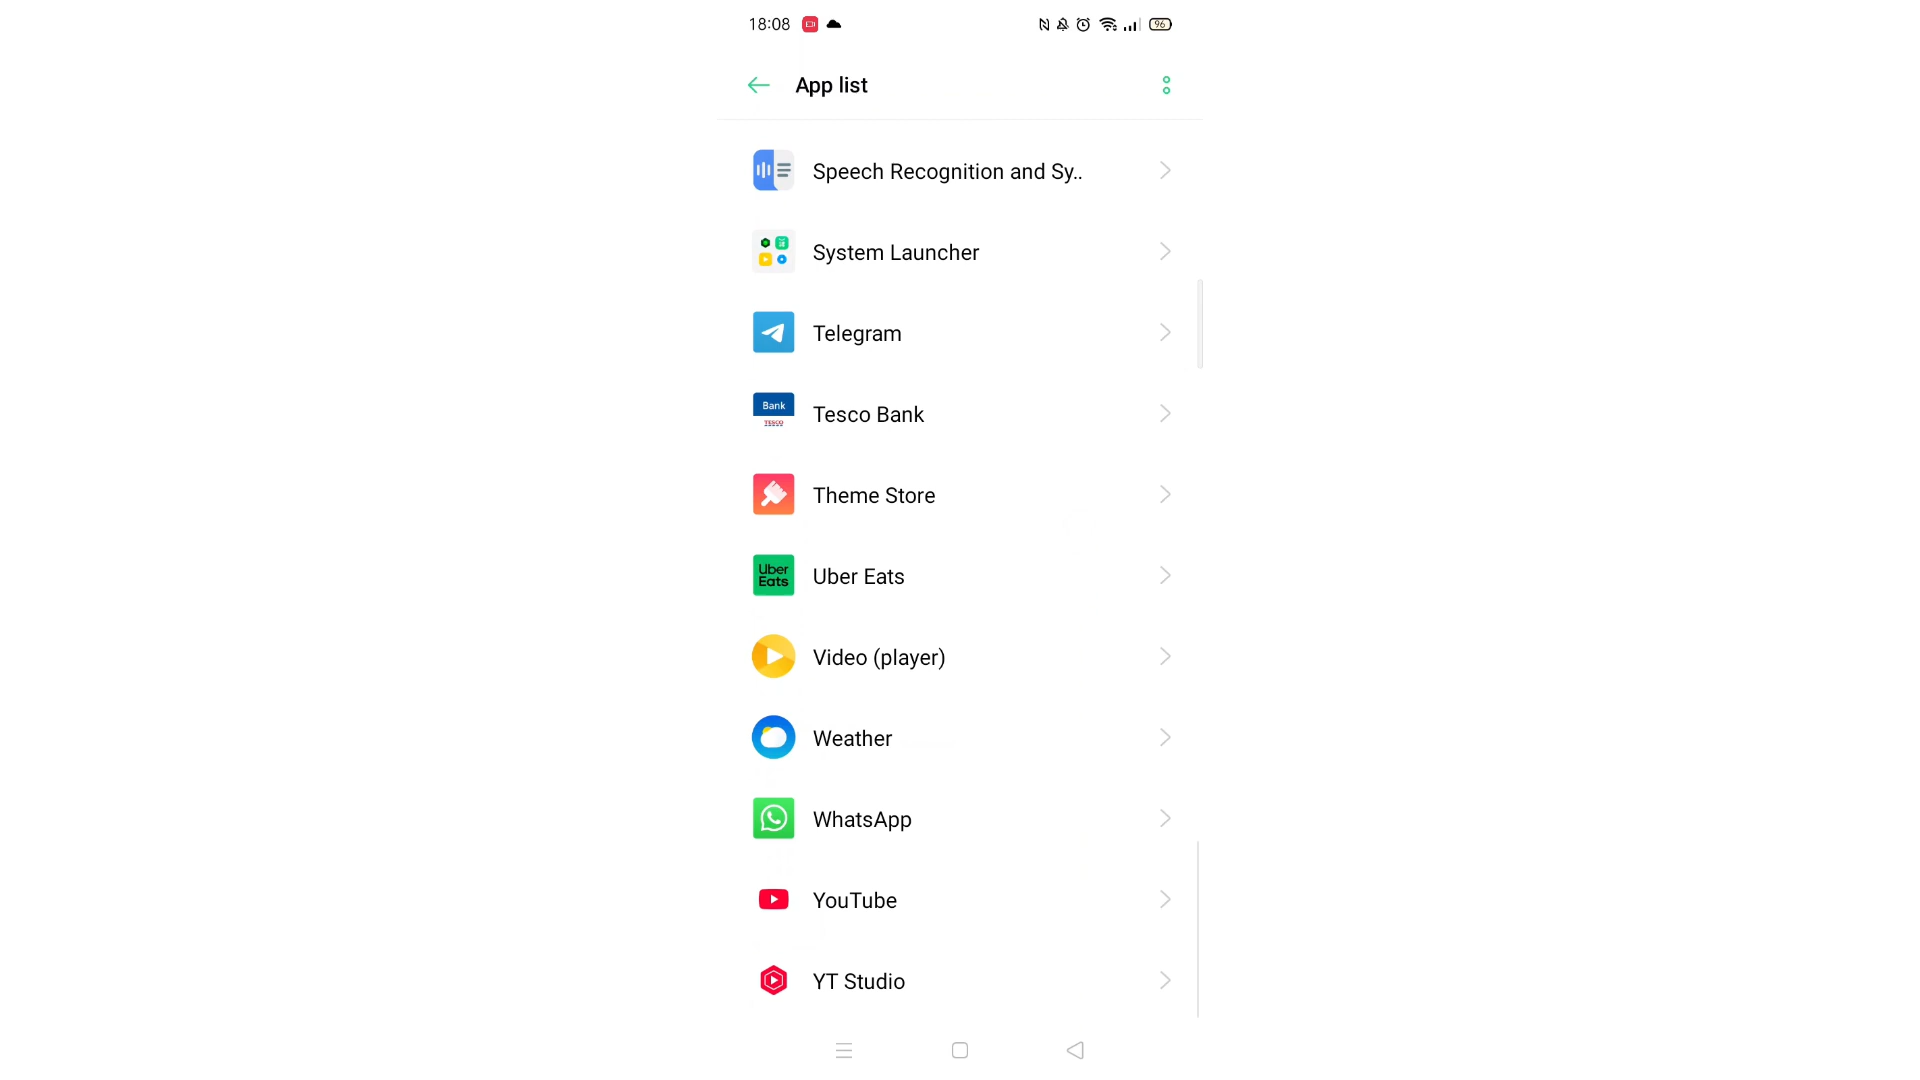 18:08
96
App list
Speech Recognition and Sy..
System Launcher
Telegram
Bank
TESCO
Tesco Bank
Theme Store
Uber
Eats
Uber Eats
Video (player)
Weather
WhatsApp
YouTube
YT Studio